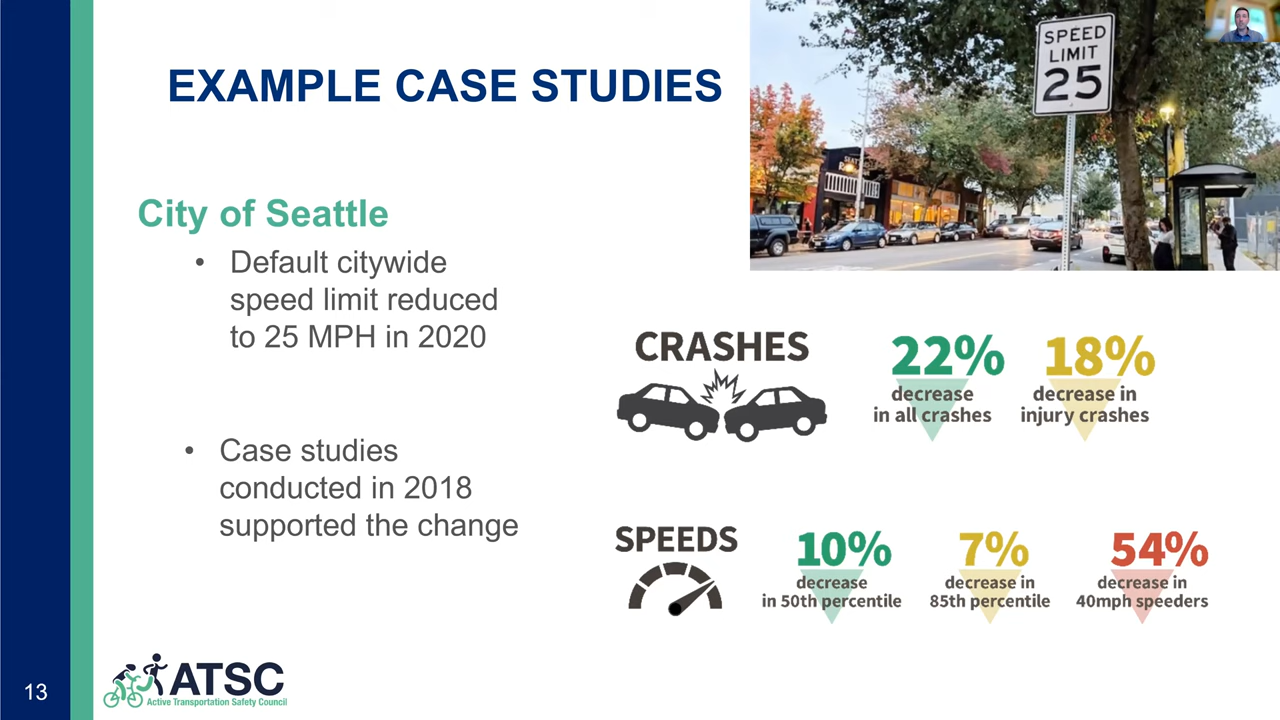 EXAMPLE CASE STUDIES
SPEED
LIMIT
25
City of Seattle
• Default citywide
speed limit reduced
to 25 MPH in 2020
• Case studies
conducted in 2018
supported the change
CRASHES
22%
decrease
in all crashes
18%
decrease in
injury crashes
SPEEDS
10%
decrease
in 50th percentile
7%
decrease in
85th percentile
54%
decrease in
40mph speeders
13
ATSC
Active Transportation Safety Council